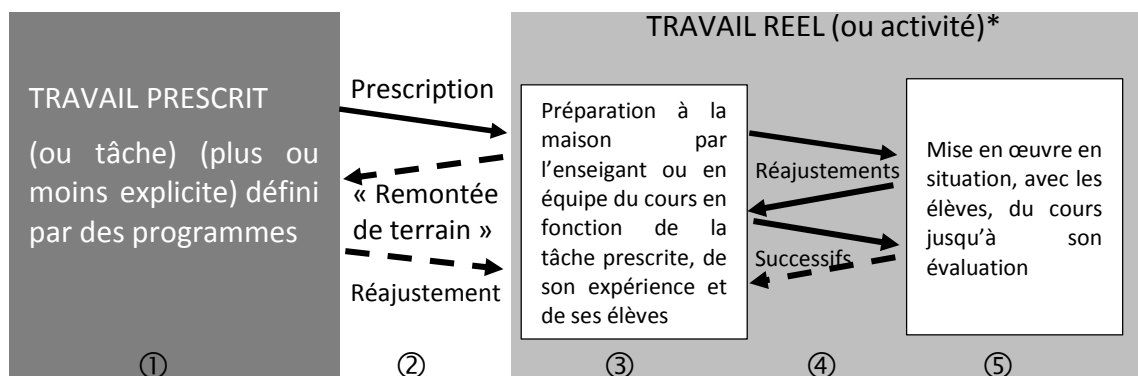 TRAVAIL REEL (ou activité)*
TRAVAIL PRESCRIT
(ou tâche) (plus ou
moins explicite) défini
par des programmes
Prescription
« Remontée
de terrain »
Réajustement
Préparation à la
maison par
l’enseigant ou en
équipe du cours en
fonction de la
tâche prescrite, de
son expérience et
de ses élèves
Réajustements
Successifs
Mise en œuvre en
situation, avec les
élèves, du cours
jusqu’à son
évaluation
① ② ③ ④ ⑤